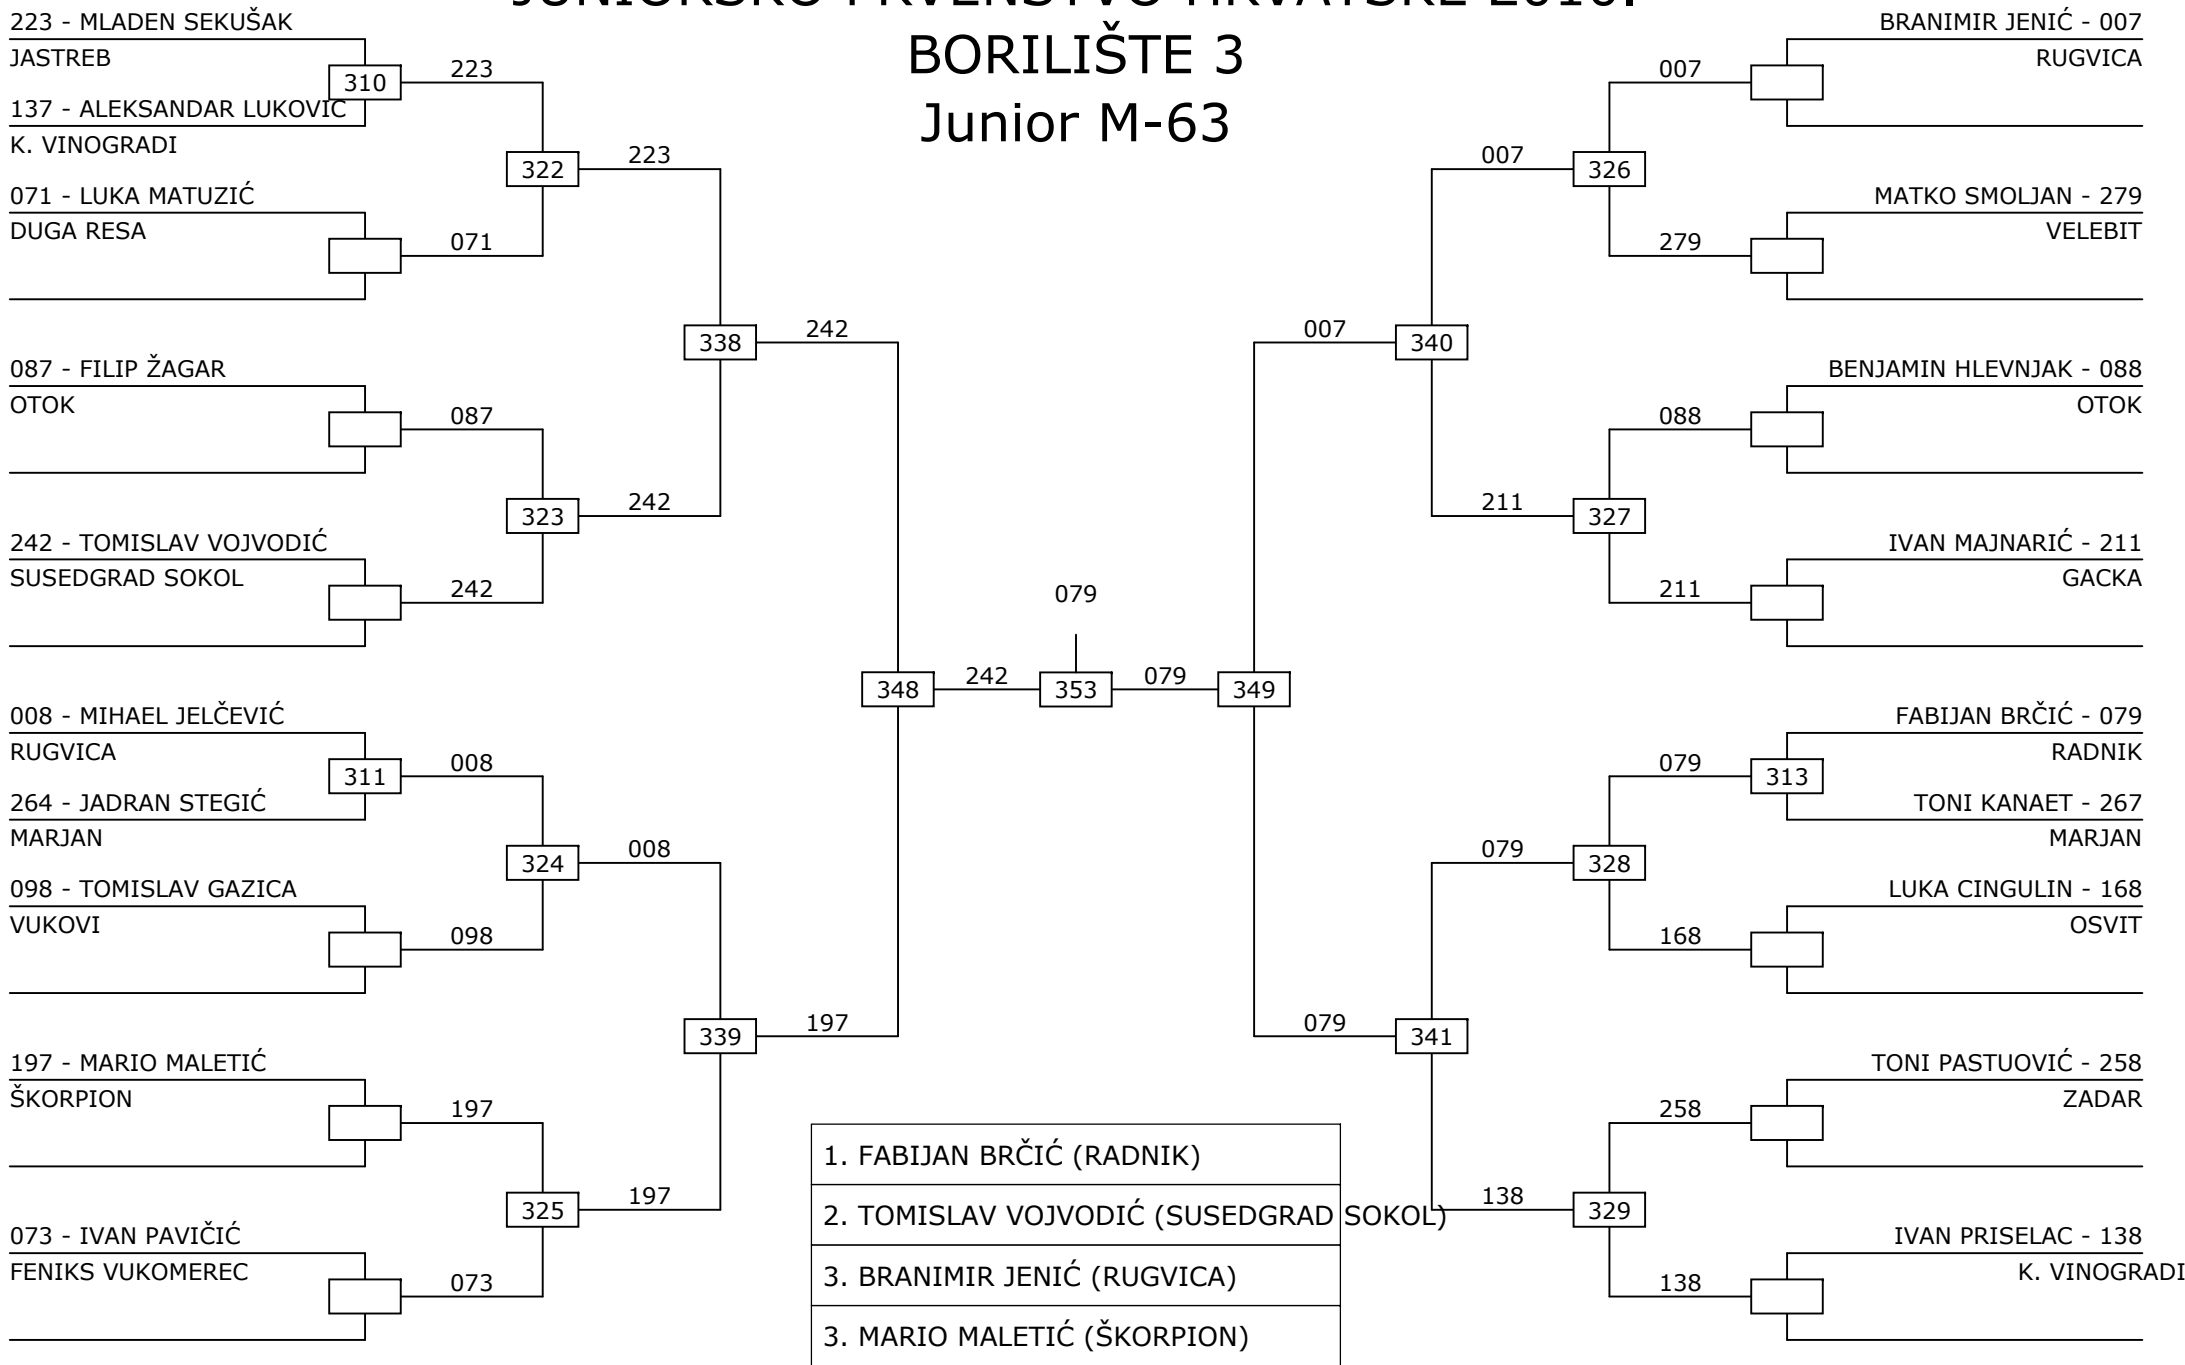 JUNIORSKO PRVENSTVO HRVATSKE
BORILIŠTE 3
Junior M-63
223 - MLADEN SEKUŠAK
JASTREB
310
223
137 - ALEKSANDAR LUKOVIĆ
K. VINOGRADI
322
223
071 - LUKA MATUZIĆ
DUGA RESA
071
338
242
087 - FILIP ŽAGAR
OTOK
087
323
242
242 - TOMISLAV VOJVODIĆ
SUSEDGRAD SOKOL
242
348
242
008 - MIHAEL JELČEVIĆ
RUGVICA
311
008
264 - JADRAN STEGIĆ
MARJAN
324
008
098 - TOMISLAV GAZICA
VUKOVI
098
339
197
197 - MARIO MALETIĆ
ŠKORPION
197
325
197
073 - IVAN PAVIČIĆ
FENIKS VUKOMEREC
073
079
353
079
349
BRANIMIR JENIĆ - 007
RUGVICA
007
007
326
MATKO SMOLJAN - 279
VELEBIT
279
007
340
BENJAMIN HLEVNJAK - 088
OTOK
088
211
327
IVAN MAJNARIĆ - 211
GACKA
211
FABIJAN BRČIĆ - 079
RADNIK
079
313
TONI KANAET - 267
MARJAN
079
328
LUKA CINGULIN - 168
OSVIT
168
079
341
TONI PASTUOVIĆ - 258
ZADAR
258
138
329
IVAN PRISELAC - 138
K. VINOGRADI
138
1. FABIJAN BRČIĆ (RADNIK)
2. TOMISLAV VOJVODIĆ (SUSEDGRAD SOKOL)
3. BRANIMIR JENIĆ (RUGVICA)
3. MARIO MALETIĆ (ŠKORPION)